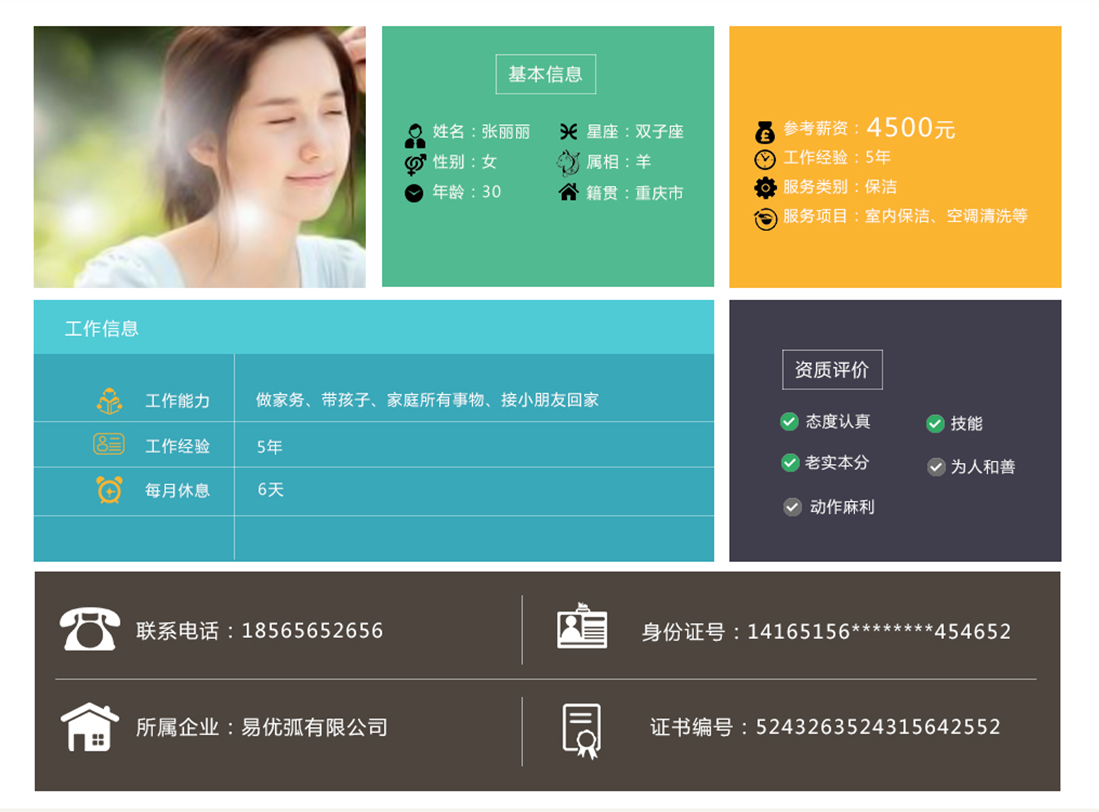 基本信息
姓名：张丽丽
星座：双子座
性别：女
属相：羊
年龄：30
籍贯：重庆市
参考薪资：4500元
工作经验：5年
服务类别：保洁
服务项目：室内保洁、空调清洗等
工作信息
工作能力 做家务、带孩子、家庭所有事物、接小朋友回家
工作经验 5年
每月休息 6天
资质评价
态度认真
技能
老实本分
为人和善
动作麻利
联系电话：18565652656
身份证号：14165156********454652
所属企业：易优弧有限公司
证书编号：5243263524315642552